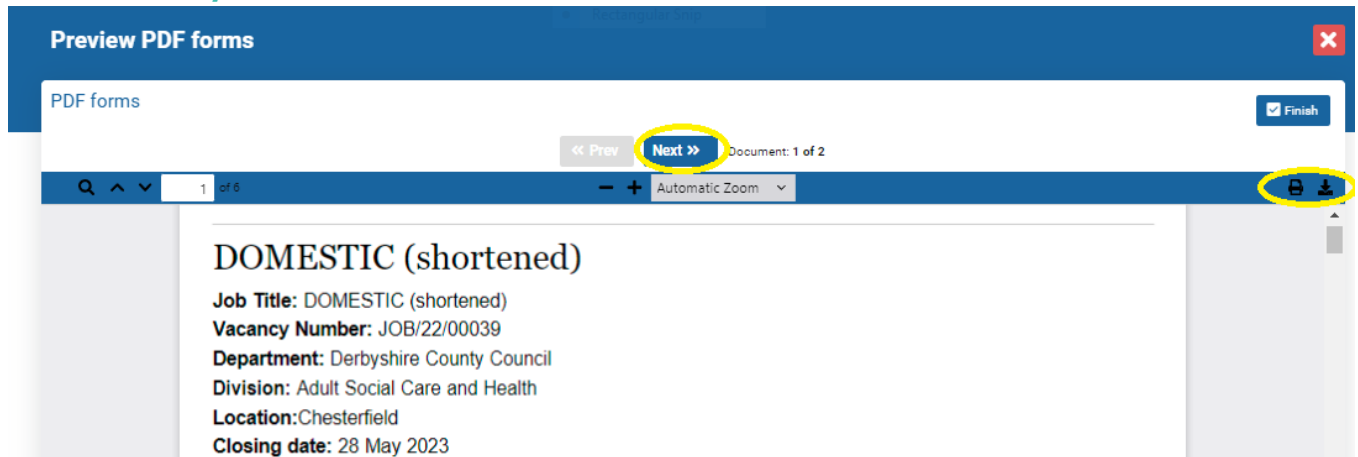 Rectangular Snip
Preview PDF forms
PDF forms
Finish
« Prev Next » Document: 1 of 2
1 of 6 Automatic Zoom
DOMESTIC (shortened)
Job Title: DOMESTIC (shortened)
Vacancy Number: JOB/22/00039
Department: Derbyshire County Council
Division: Adult Social Care and Health
Location:Chesterfield
Closing date: 28 May 2023